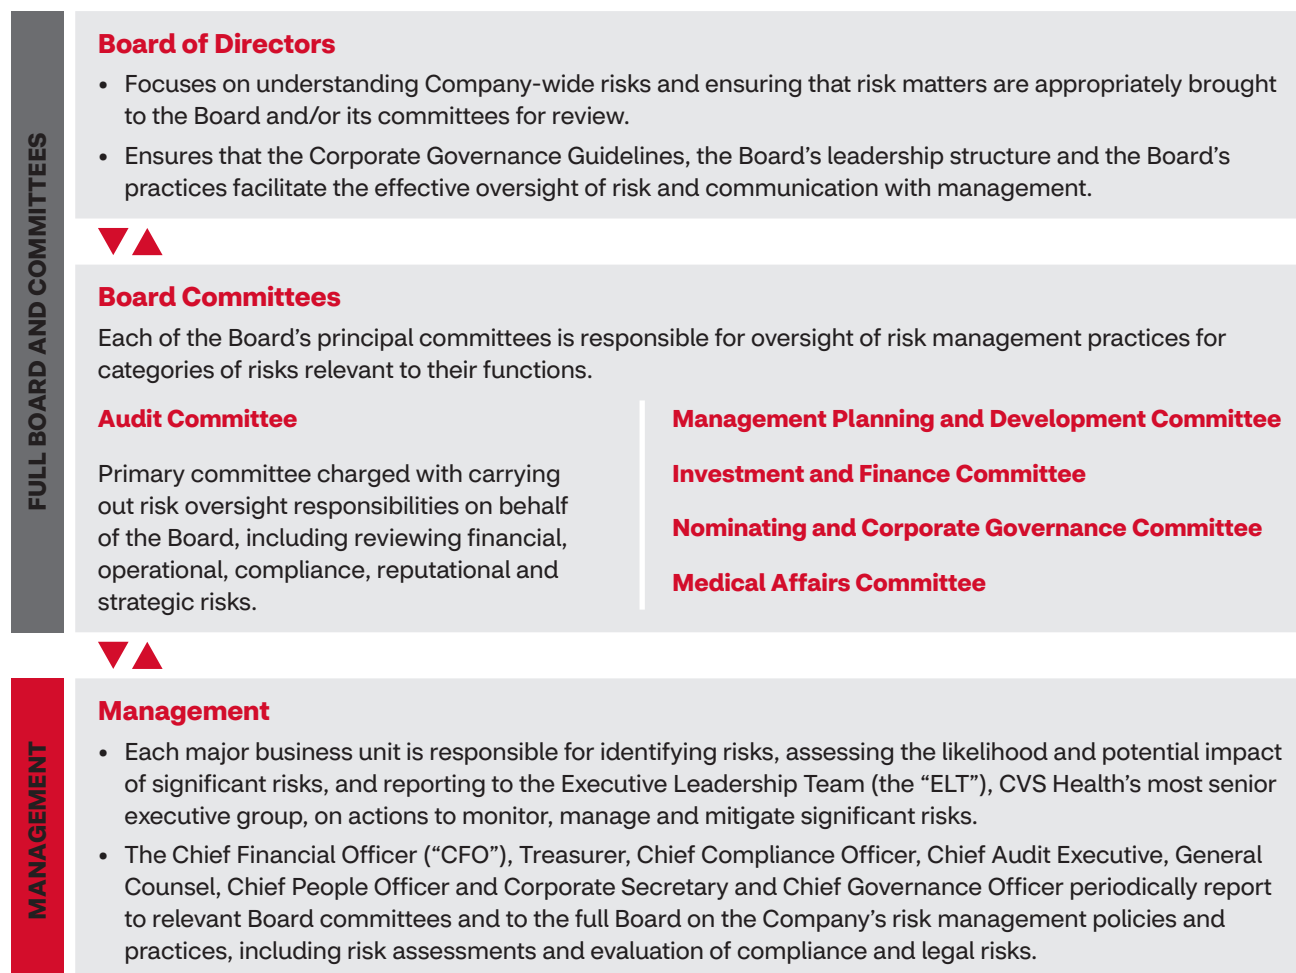 FULL BOARD AND COMMITTEES
Board of Directors
• Focuses on understanding Company-wide risks and ensuring that risk matters are appropriately brought
to the Board and/or its committees for review.
• Ensures that the Corporate Governance Guidelines, the Board’s leadership structure and the Board’s
practices facilitate the effective oversight of risk and communication with management.
Board Committees
Each of the Board’s principal committees is responsible for oversight of risk management practices for
categories of risks relevant to their functions.
Audit Committee
Primary committee charged with carrying
out risk oversight responsibilities on behalf
of the Board, including reviewing financial,
operational, compliance, reputational and
strategic risks.
Management Planning and Development Committee
Investment and Finance Committee
Nominating and Corporate Governance Committee
Medical Affairs Committee
MANAGEMENT
Management
• Each major business unit is responsible for identifying risks, assessing the likelihood and potential impact
of significant risks, and reporting to the Executive Leadership Team (the “ELT”), CVS Health’s most senior
executive group, on actions to monitor, manage and mitigate significant risks.
• The Chief Financial Officer (“CFO”), Treasurer, Chief Compliance Officer, Chief Audit Executive, General
Counsel, Chief People Officer and Corporate Secretary and Chief Governance Officer periodically report
to relevant Board committees and to the full Board on the Company’s risk management policies and
practices, including risk assessments and evaluation of compliance and legal risks.